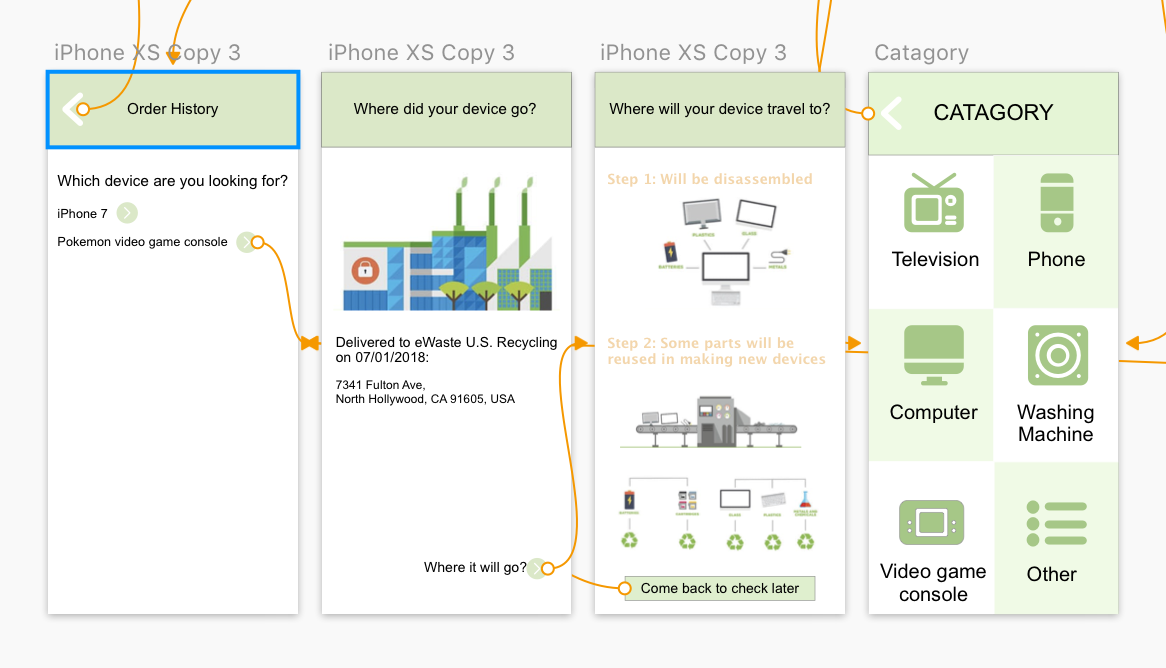 iPhone XS Copy 3
Order History
Which device are you looking for?
iPhone 7
Pokemon video game console
iPhone XS Copy 3
Where did your device go?
Delivered to eWaste U.S. Recycling
on 07/01/2018:
7341 Fulton Ave,
North Hollywood, CA 91605, USA
Where it will go?
iPhone XS Copy 3
Where will your device travel to?
Step 1: Will be disassembled
PLASTICS
GLASS
BATTERIES
METALS
Step 2: Some parts will be
reused in making new devices
BATTERIES
GLASS
PLASTICS
Come back to check later
Catagory
CATAGORY
Television
Phone
Computer
Washing
Machine
Video game
console
Other